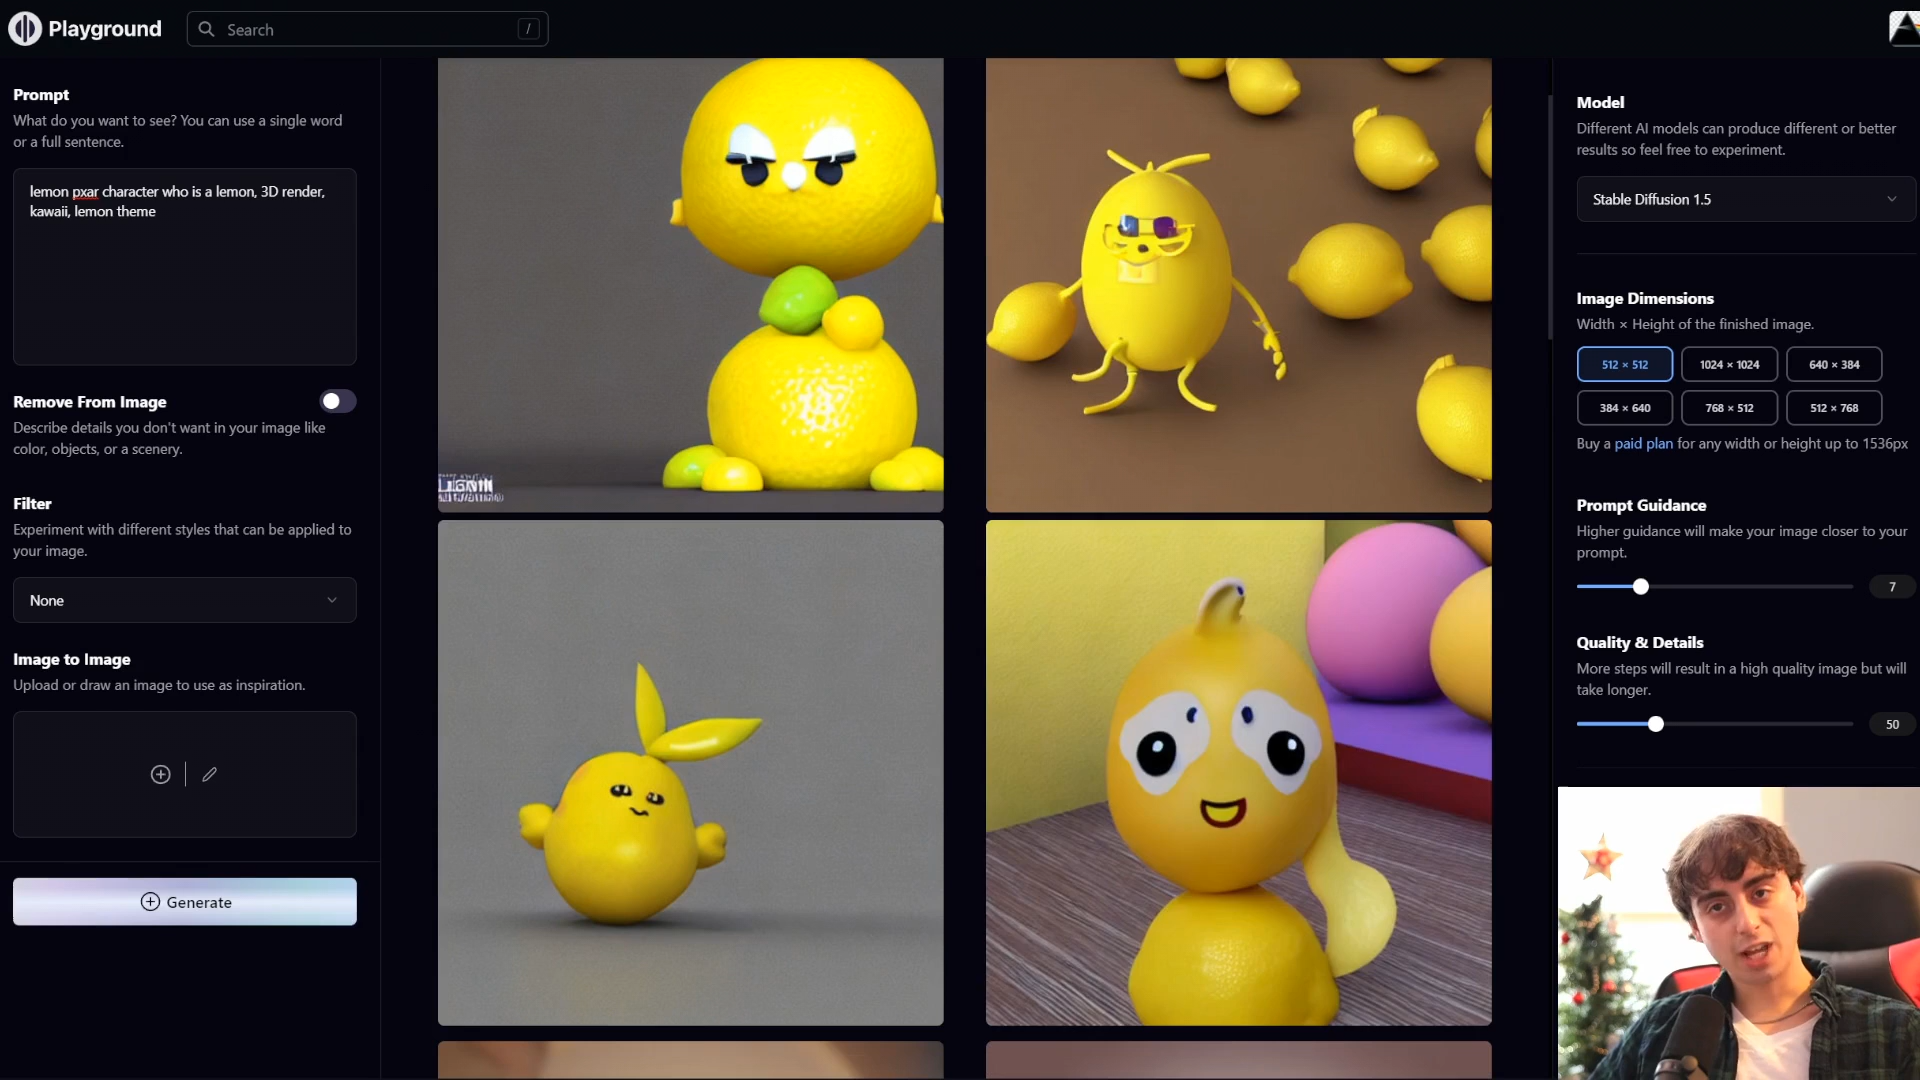 Playground
Search
/
Prompt
What do you want to see? You can use a single word
or a full sentence.
lemon pxar character who is a lemon, 3D render,
kawaii, lemon theme
Remove From Image
Describe details you don't want in your image like
color, objects, or a scenery.
Filter
Experiment with different styles that can be applied to
your image.
None
Image to Image
Upload or draw an image to use as inspiration.
Generate
Model
Different AI models can produce different or better
results so feel free to experiment.
Stable Diffusion 1.5
Image Dimensions
Width × Height of the finished image.
512 × 512
1024 × 1024
640 × 384
384 × 640
768 × 512
512 × 768
Buy a paid plan for any width or height up to 1536px
Prompt Guidance
Higher guidance will make your image closer to your
prompt.
7
Quality & Details
More steps will result in a high quality image but will
take longer.
50